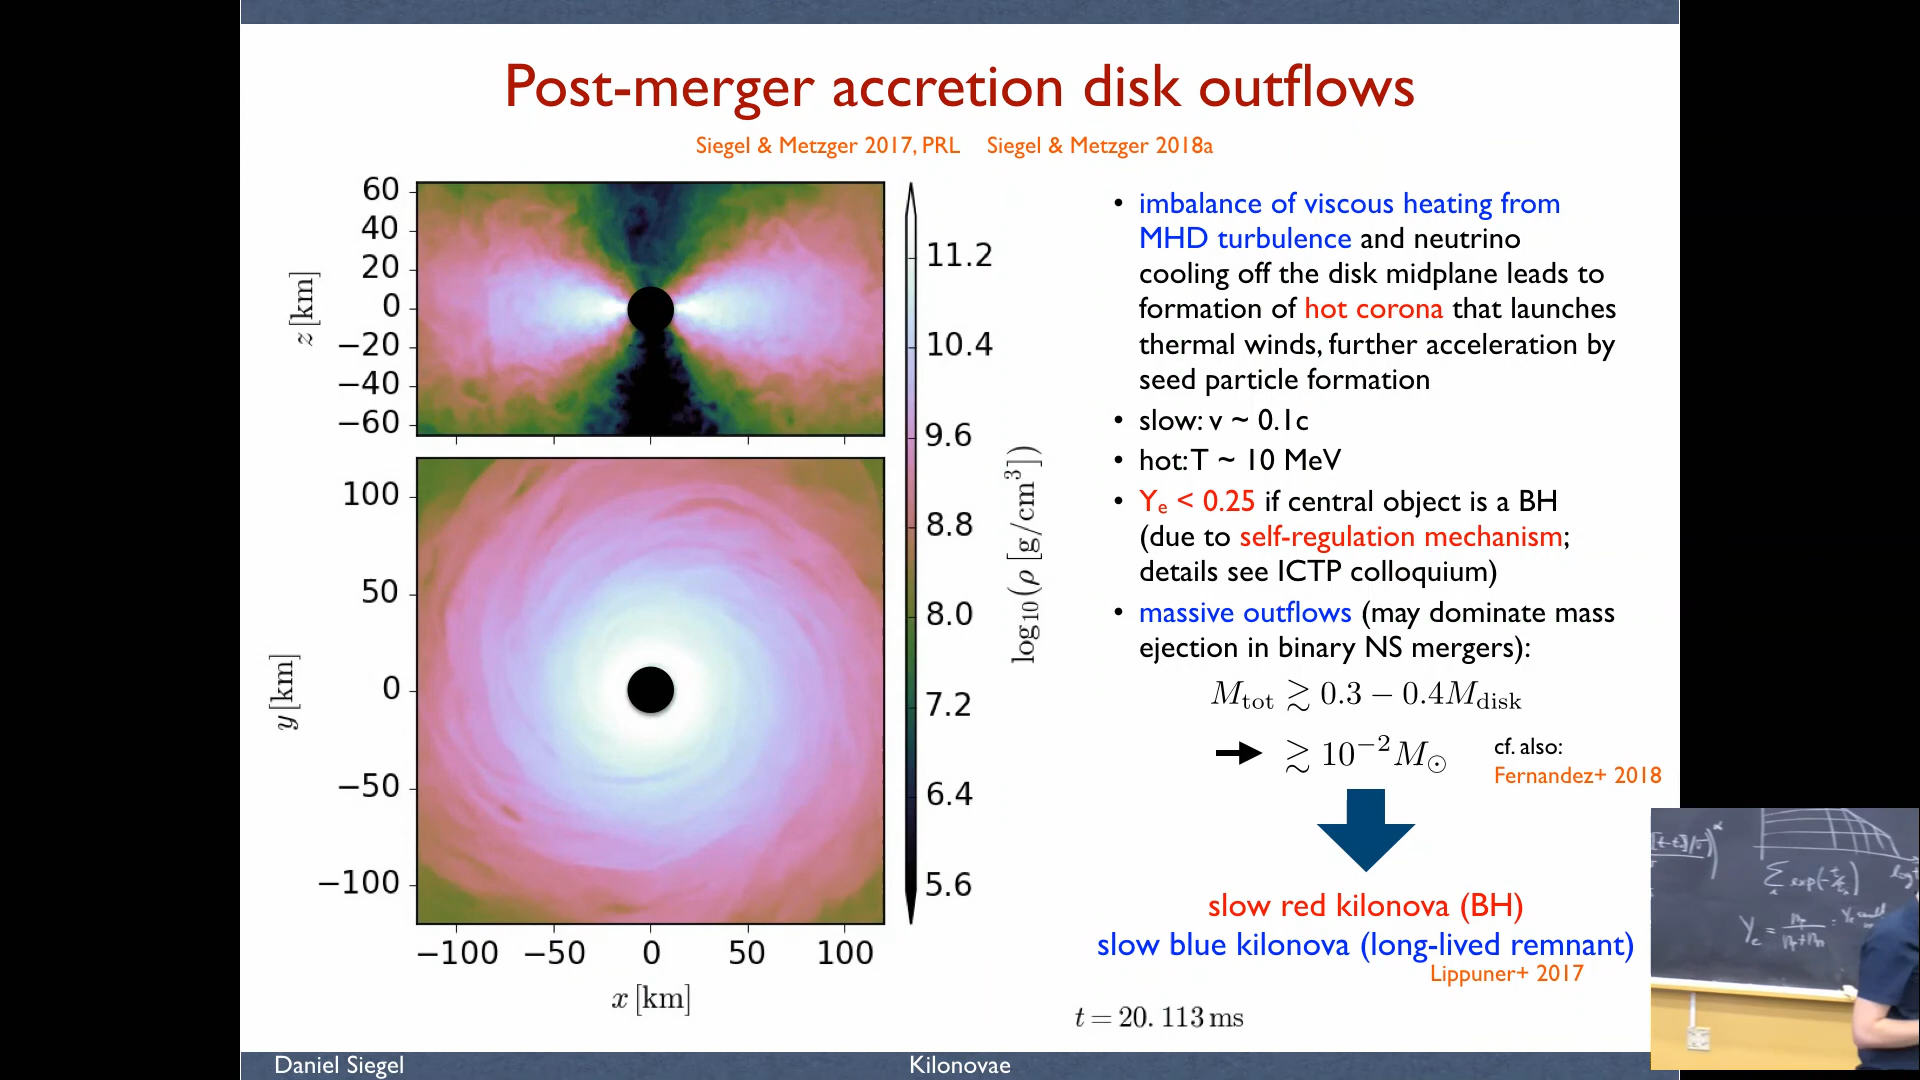 Post-merger accretion disk outflows
Siegel & Metzger 2017, PRL Siegel & Metzger 2018a
60
40
20
0
−20
−40
−60
z [km]
100
50
0
−50
−100
y [km]
−100 −50 0 50 100
x [km]
11.2
10.4
9.6
8.8
8.0
7.2
6.4
5.6
log₁₀(ρ [g/cm³])
• imbalance of viscous heating from
MHD turbulence and neutrino
cooling off the disk midplane leads to
formation of hot corona that launches
thermal winds, further acceleration by
seed particle formation
• slow: v ~ 0.1c
• hot: T ~ 10 MeV
• Yₑ < 0.25 if central object is a BH
(due to self-regulation mechanism;
details see ICTP colloquium)
• massive outflows (may dominate mass
ejection in binary NS mergers):
M_tot ≳ 0.3 − 0.4M_disk
≳ 10⁻²M_⊙
cf. also:
Fernandez+ 2018
slow red kilonova (BH)
slow blue kilonova (long-lived remnant)
Lippuner+ 2017
t = 20.113 ms
Daniel Siegel
Kilonovae